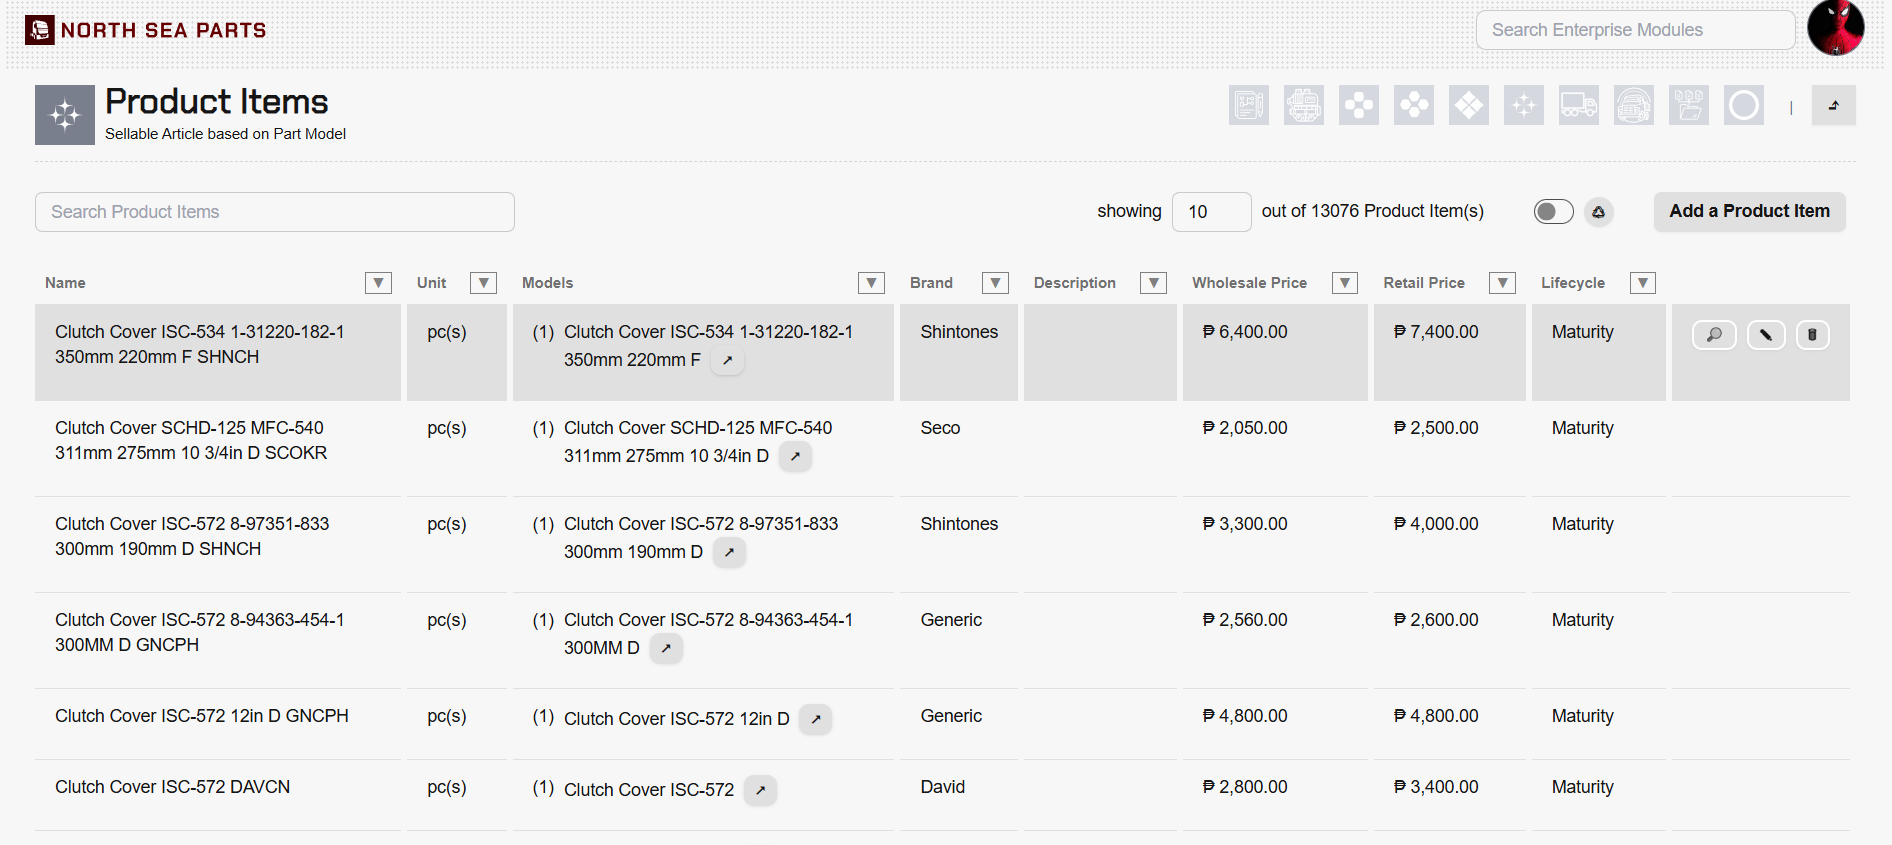 NORTH SEA PARTS
Search Enterprise Modules
Product Items
Sellable Article based on Part Model
|
Search Product Items
showing 10 out of 13076 Product Item(s)
Add a Product Item
Name ▼ Unit ▼ Models ▼ Brand ▼ Description ▼ Wholesale Price ▼ Retail Price ▼ Lifecycle ▼
Clutch Cover ISC-534 1-31220-182-1 pc(s) (1) Clutch Cover ISC-534 1-31220-182-1 Shintones ₱ 6,400.00 ₱ 7,400.00 Maturity
350mm 220mm F SHNCH 350mm 220mm F
Clutch Cover SCHD-125 MFC-540 pc(s) (1) Clutch Cover SCHD-125 MFC-540 Seco ₱ 2,050.00 ₱ 2,500.00 Maturity
311mm 275mm 10 3/4in D SCOKR 311mm 275mm 10 3/4in D
Clutch Cover ISC-572 8-97351-833 pc(s) (1) Clutch Cover ISC-572 8-97351-833 Shintones ₱ 3,300.00 ₱ 4,000.00 Maturity
300mm 190mm D SHNCH 300mm 190mm D
Clutch Cover ISC-572 8-94363-454-1 pc(s) (1) Clutch Cover ISC-572 8-94363-454-1 Generic ₱ 2,560.00 ₱ 2,600.00 Maturity
300MM D GNCPH 300MM D
Clutch Cover ISC-572 12in D GNCPH pc(s) (1) Clutch Cover ISC-572 12in D Generic ₱ 4,800.00 ₱ 4,800.00 Maturity
Clutch Cover ISC-572 DAVCN pc(s) (1) Clutch Cover ISC-572 David ₱ 2,800.00 ₱ 3,400.00 Maturity